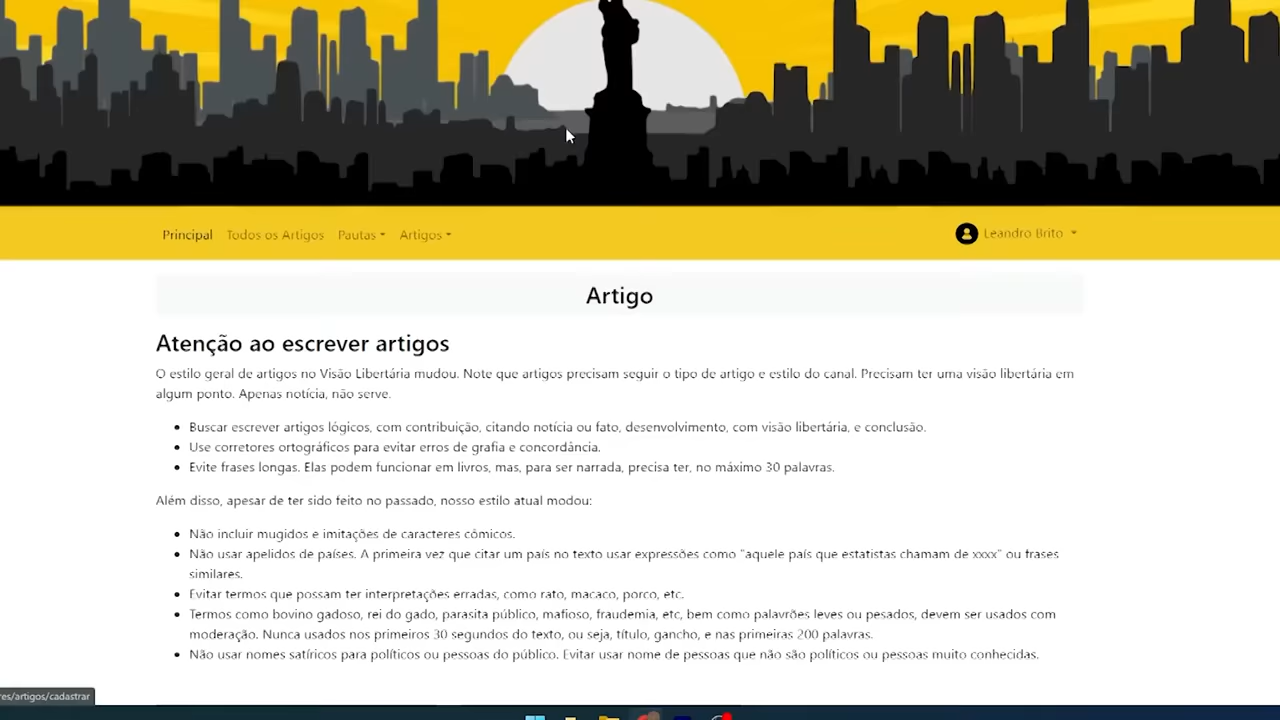 Principal Todos os Artigos Pautas Artigos Leandro Brito
Artigo
Atenção ao escrever artigos
O estilo geral de artigos no Visão Libertária mudou. Note que artigos precisam seguir o tipo de artigo e estilo do canal. Precisam ter uma visão libertária em
algum ponto. Apenas notícia, não serve.
Buscar escrever artigos lógicos, com contribuição, citando notícia ou fato, desenvolvimento, com visão libertária, e conclusão.
Use corretores ortográficos para evitar erros de grafia e concordância.
Evite frases longas. Elas podem funcionar em livros, mas, para ser narrada, precisa ter, no máximo 30 palavras.
Além disso, apesar de ter sido feito no passado, nosso estilo atual modou:
Não incluir mugidos e imitações de caracteres cômicos.
Não usar apelidos de países. A primeira vez que citar um país no texto usar expressões como "aquele país que estatistas chamam de xxxx" ou frases
similares.
Evitar termos que possam ter interpretações erradas, como rato, macaco, porco, etc.
Termos como bovino gadoso, rei do gado, parasita público, mafioso, fraudemia, etc, bem como palavrões leves ou pesados, devem ser usados com
moderação. Nunca usados nos primeiros 30 segundos do texto, ou seja, título, gancho, e nas primeiras 200 palavras.
Não usar nomes satíricos para políticos ou pessoas do público. Evitar usar nome de pessoas que não são políticos ou pessoas muito conhecidas.
res/artigos/cadastrar